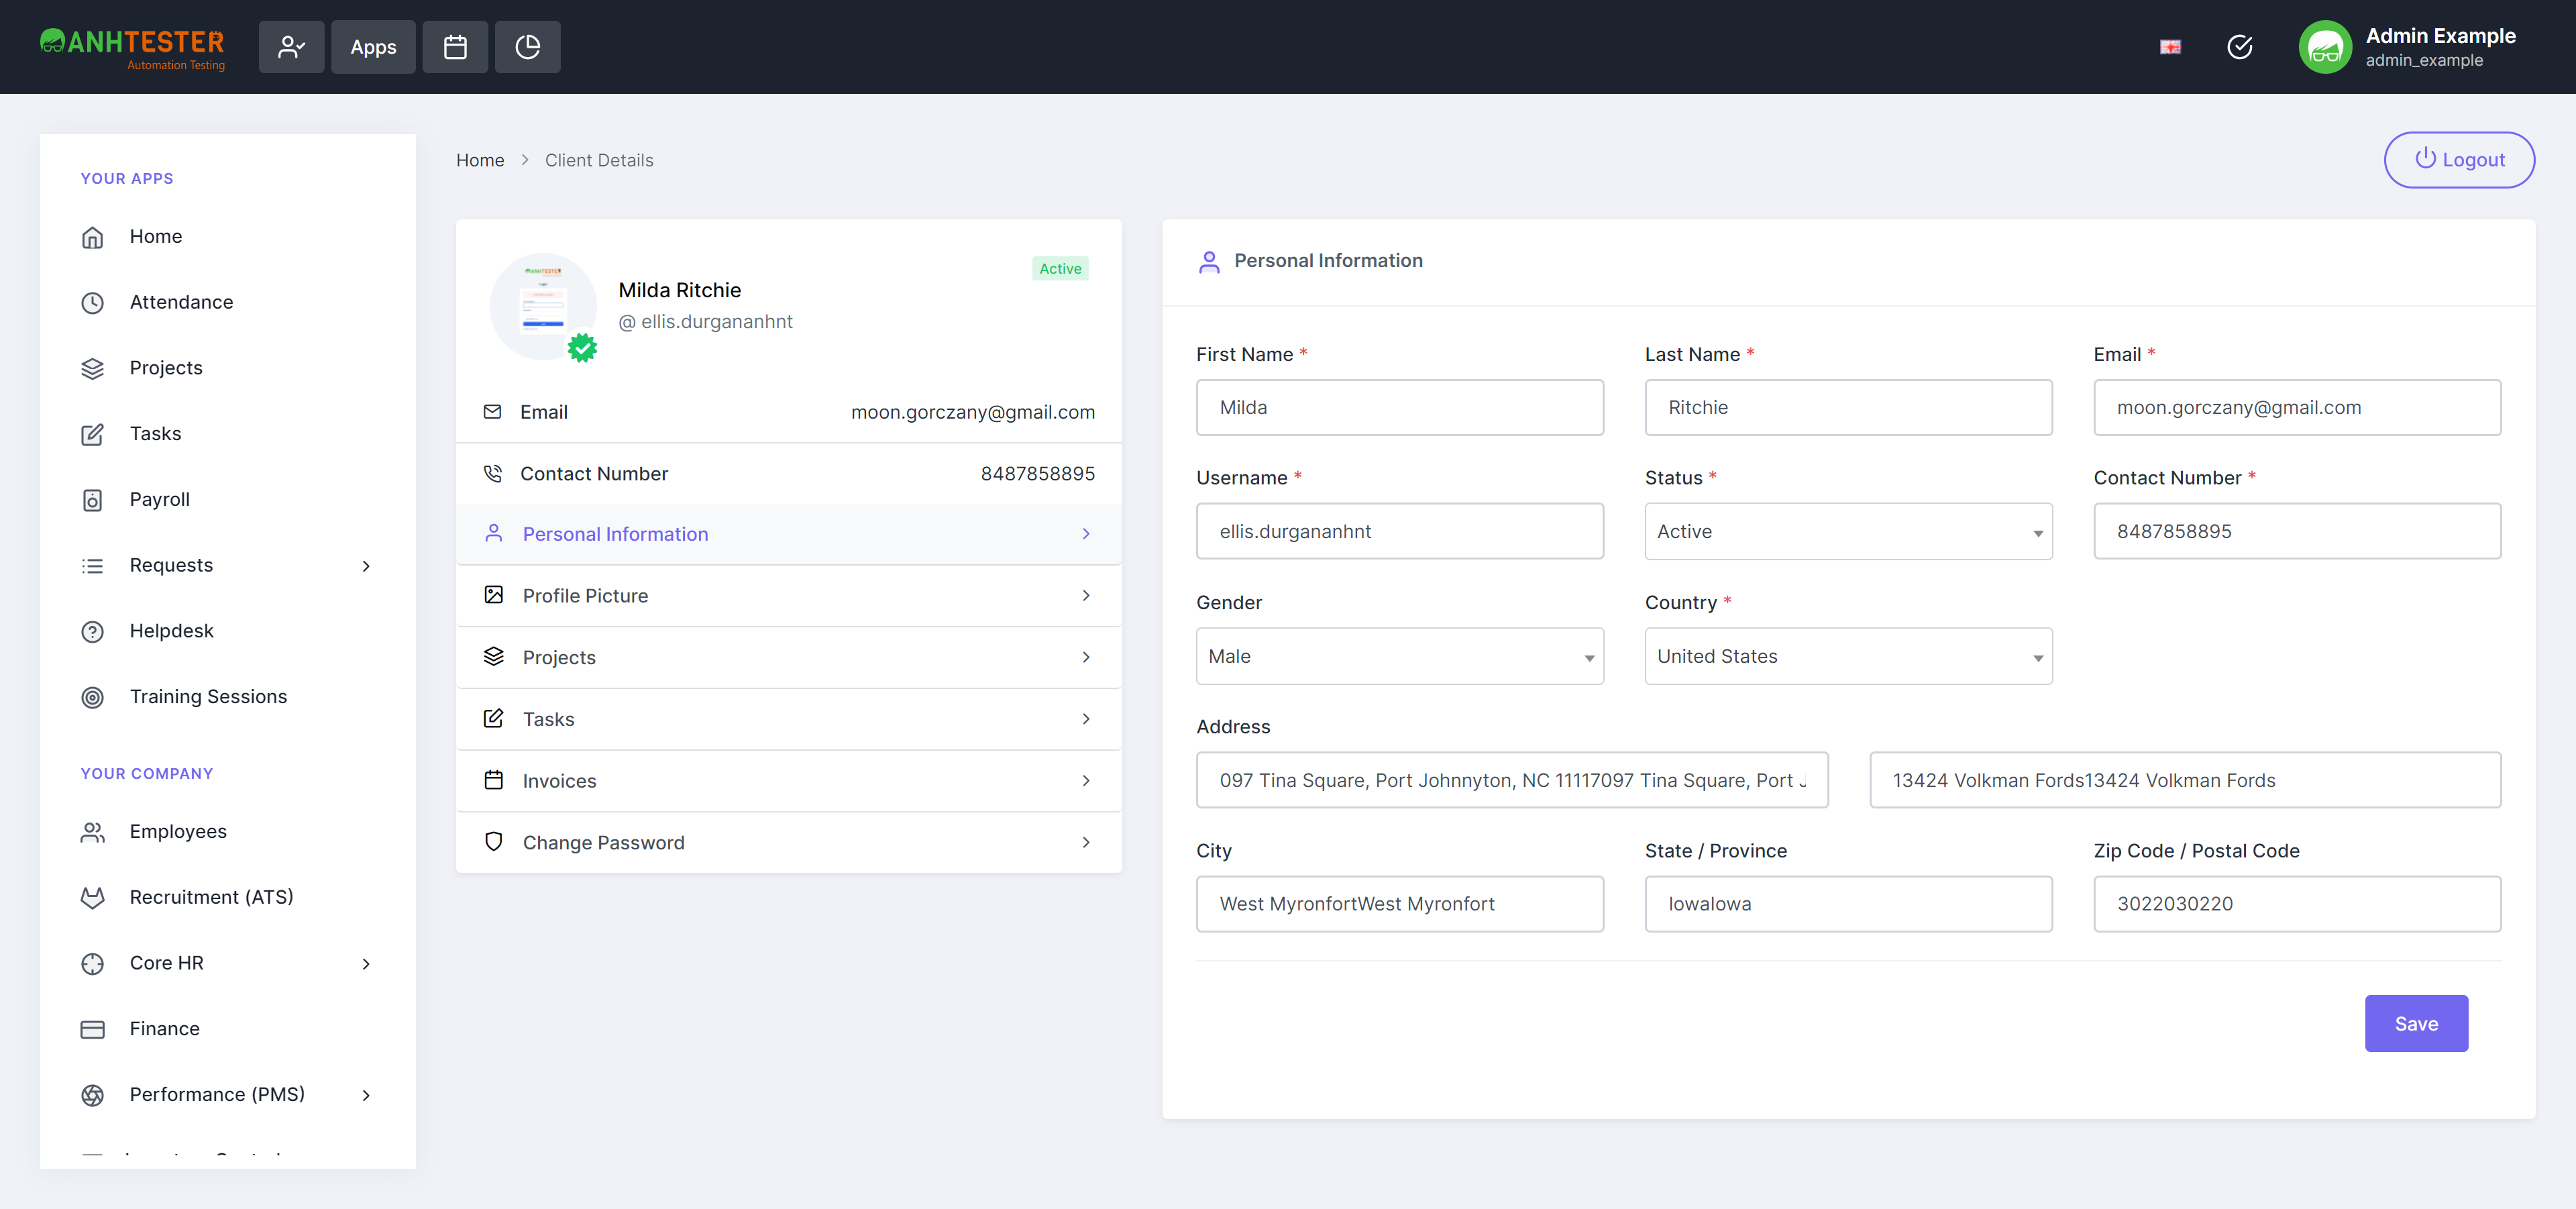 ANHTESTER
Automation Testing
Apps
Admin Example
admin_example
YOUR APPS
Home
Attendance
Projects
Tasks
Payroll
Requests
Helpdesk
Training Sessions
YOUR COMPANY
Employees
Recruitment (ATS)
Core HR
Finance
Performance (PMS)
Home > Client Details
Logout
Active
Milda Ritchie
@ ellis.durgananhnt
Email moon.gorczany@gmail.com
Contact Number 8487858895
Personal Information
Profile Picture
Projects
Tasks
Invoices
Change Password
Personal Information
First Name * Last Name * Email *
Milda Ritchie moon.gorczany@gmail.com
Username * Status * Contact Number *
ellis.durgananhnt Active 8487858895
Gender Country *
Male United States
Address
097 Tina Square, Port Johnnyton, NC 11117097 Tina Square, Port 13424 Volkman Fords13424 Volkman Fords
City State / Province Zip Code / Postal Code
West MyronfortWest Myronfort IowaIowa 3022030220
Save